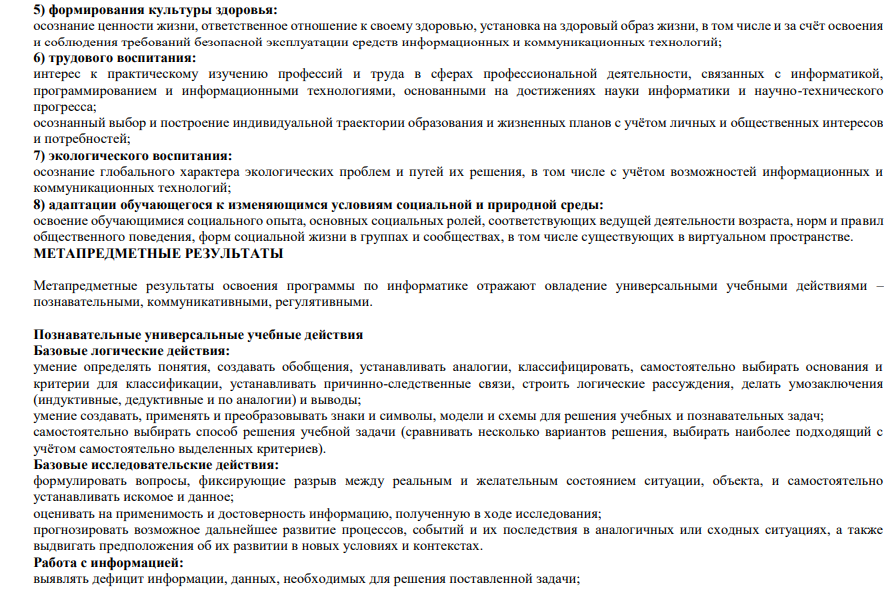 5) формирования культуры здоровья:
осознание ценности жизни, ответственное отношение к своему здоровью, установка на здоровый образ жизни, в том числе и за счёт освоения
и соблюдения требований безопасной эксплуатации средств информационных и коммуникационных технологий;
6) трудового воспитания:
интерес к практическому изучению профессий и труда в сферах профессиональной деятельности, связанных с информатикой,
программированием и информационными технологиями, основанными на достижениях науки информатики и научно-технического
прогресса;
осознанный выбор и построение индивидуальной траектории образования и жизненных планов с учётом личных и общественных интересов
и потребностей;
7) экологического воспитания:
осознание глобального характера экологических проблем и путей их решения, в том числе с учётом возможностей информационных и
коммуникационных технологий;
8) адаптации обучающегося к изменяющимся условиям социальной и природной среды:
освоение обучающимися социального опыта, основных социальных ролей, соответствующих ведущей деятельности возраста, норм и правил
общественного поведения, форм социальной жизни в группах и сообществах, в том числе существующих в виртуальном пространстве.
МЕТАПРЕДМЕТНЫЕ РЕЗУЛЬТАТЫ
Метапредметные результаты освоения программы по информатике отражают овладение универсальными учебными действиями –
познавательными, коммуникативными, регулятивными.
Познавательные универсальные учебные действия
Базовые логические действия:
умение определять понятия, создавать обобщения, устанавливать аналогии, классифицировать, самостоятельно выбирать основания и
критерии для классификации, устанавливать причинно-следственные связи, строить логические рассуждения, делать умозаключения
(индуктивные, дедуктивные и по аналогии) и выводы;
умение создавать, применять и преобразовывать знаки и символы, модели и схемы для решения учебных и познавательных задач;
самостоятельно выбирать способ решения учебной задачи (сравнивать несколько вариантов решения, выбирать наиболее подходящий с
учётом самостоятельно выделенных критериев).
Базовые исследовательские действия:
формулировать вопросы, фиксирующие разрыв между реальным и желательным состоянием ситуации, объекта, и самостоятельно
устанавливать искомое и данное;
оценивать на применимость и достоверность информацию, полученную в ходе исследования;
прогнозировать возможное дальнейшее развитие процессов, событий и их последствия в аналогичных или сходных ситуациях, а также
выдвигать предположения об их развитии в новых условиях и контекстах.
Работа с информацией:
выявлять дефицит информации, данных, необходимых для решения поставленной задачи;